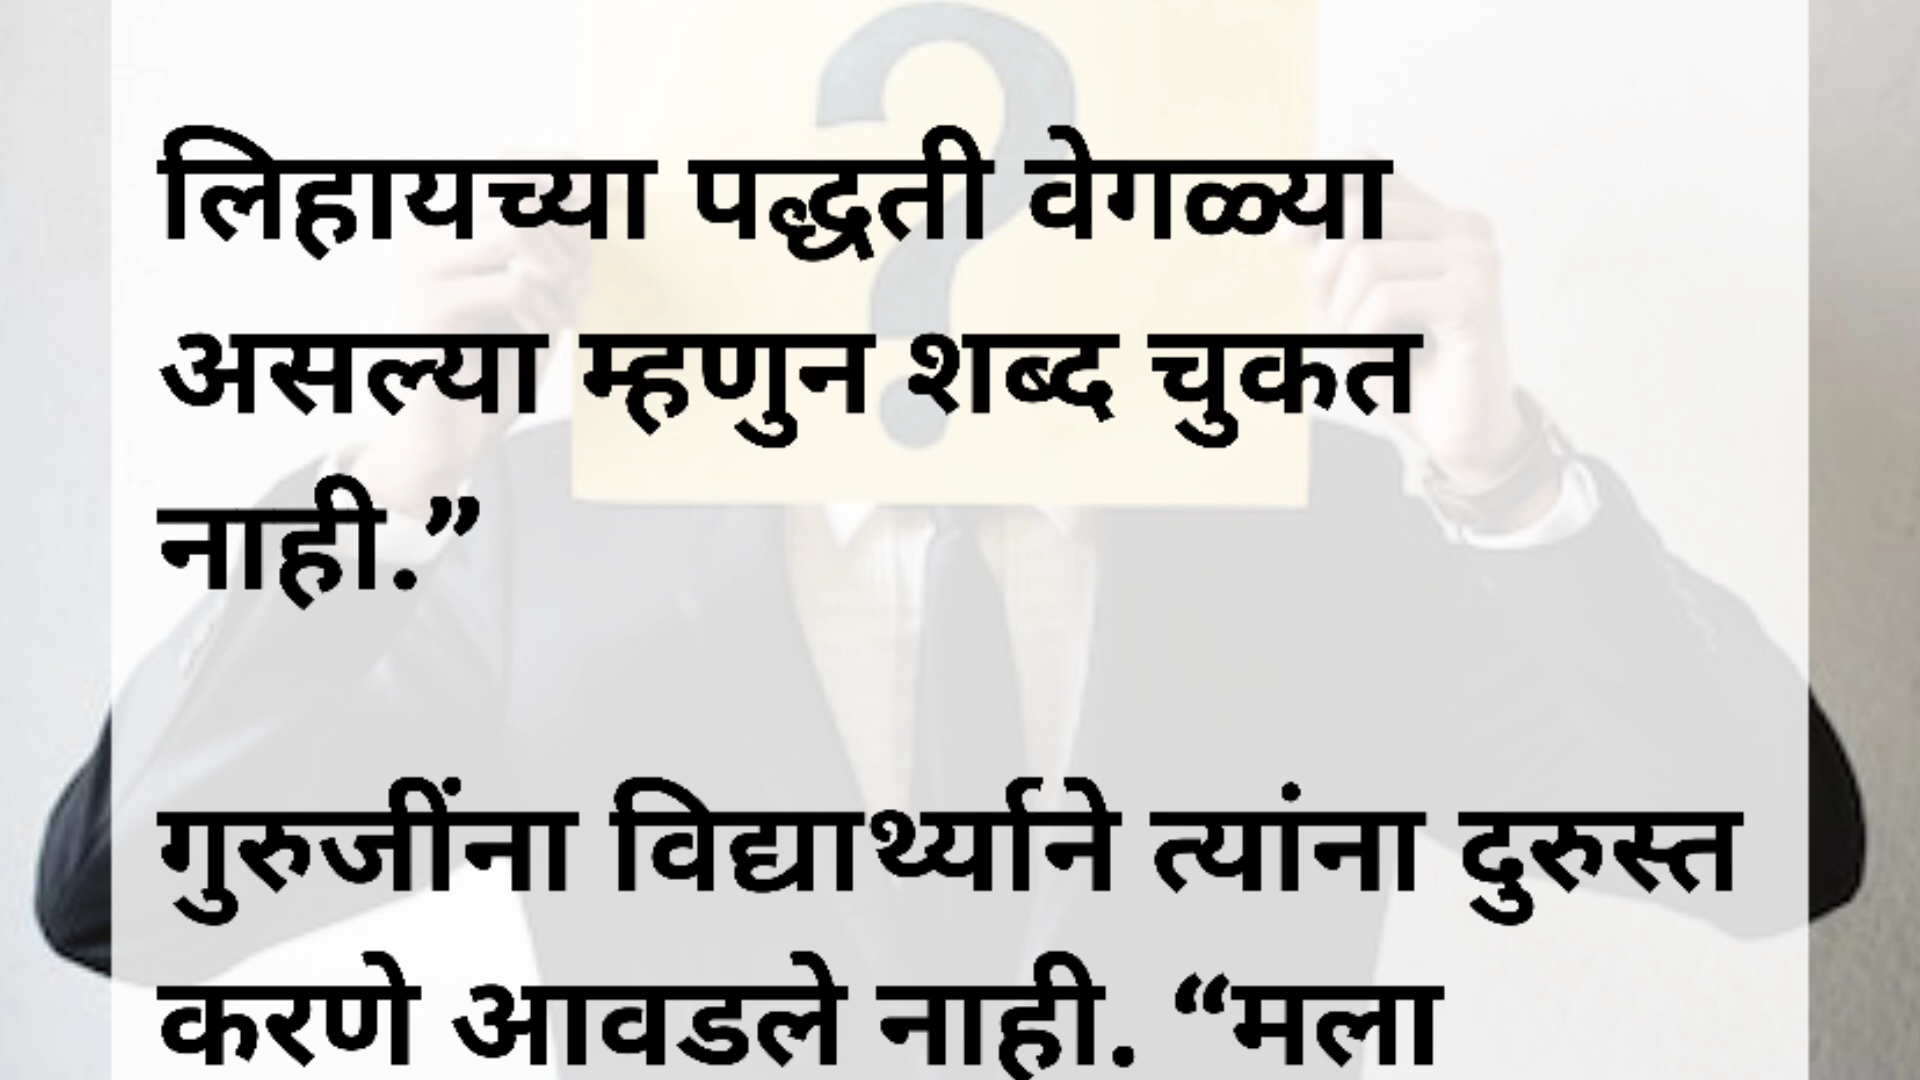 लिहायच्या पद्धती वेगळ्या
असल्या म्हणुन शब्द चुकत
नाही.”
गुरुजींना विद्यार्थ्याने त्यांना दुरुस्त
करणे आवडले नाही. “मला